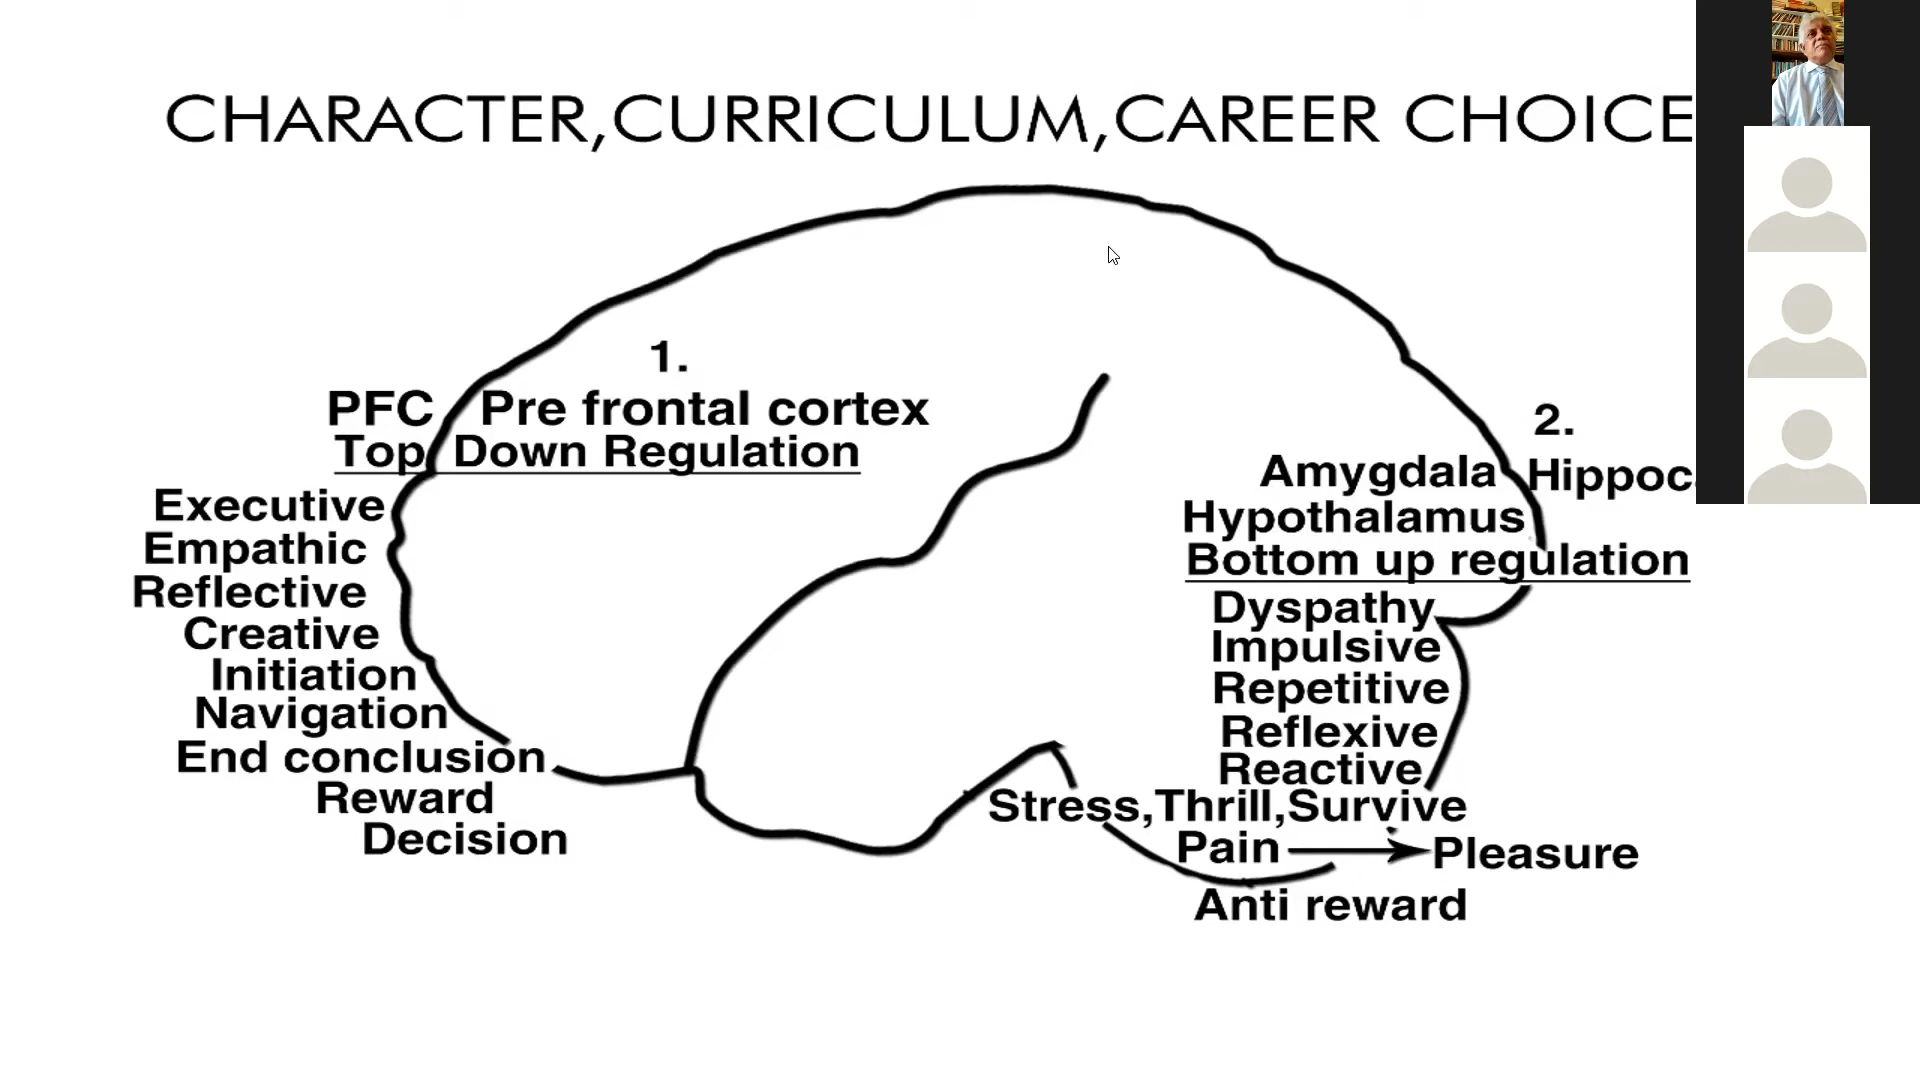 CHARACTER,CURRICULUM,CAREER CHOICE
1.
PFC Pre frontal cortex
Top Down Regulation
Executive
Empathic
Reflective
Creative
Initiation
Navigation
End conclusion
Reward
Decision
2.
Amygdala
Hypothalamus
Bottom up regulation
Dyspathy
Impulsive
Repetitive
Reflexive
Reactive
Stress,Thrill,Survive
Pain Pleasure
Anti reward